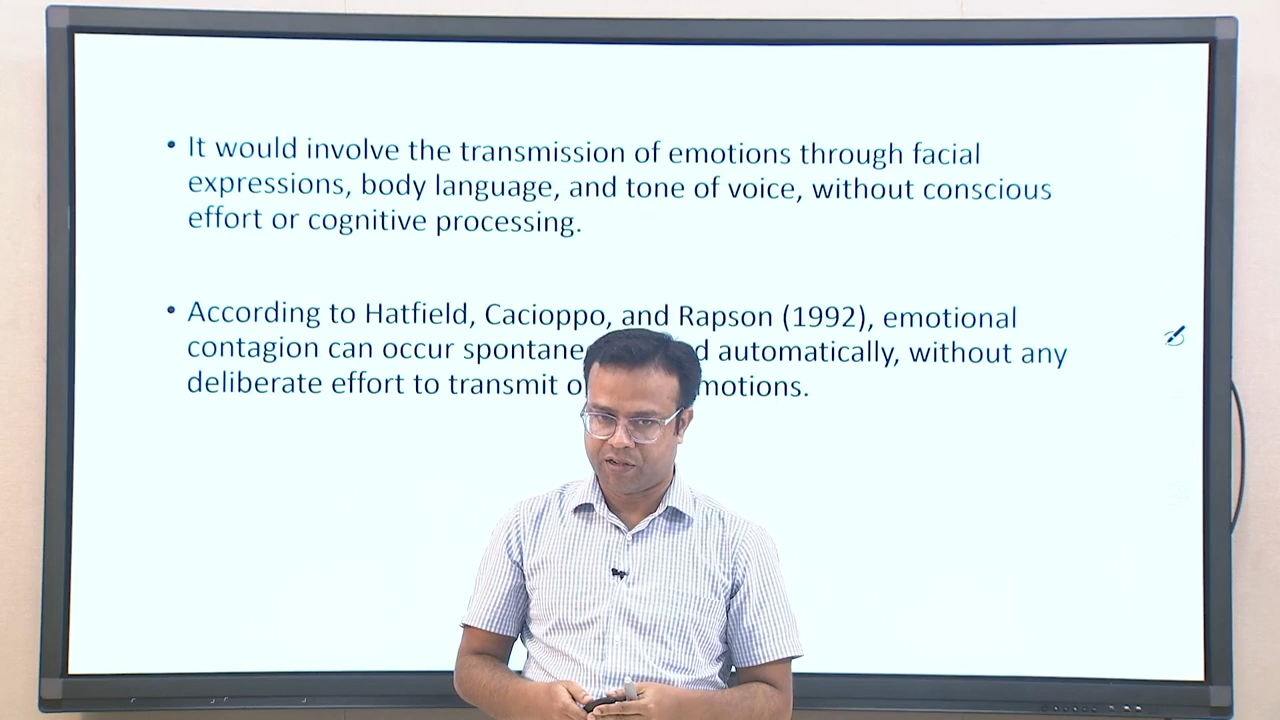 • It would involve the transmission of emotions through facial
expressions, body language, and tone of voice, without conscious
effort or cognitive processing.
• According to Hatfield, Cacioppo, and Rapson (1992), emotional
contagion can occur automatically, without any
deliberate effort to transmit